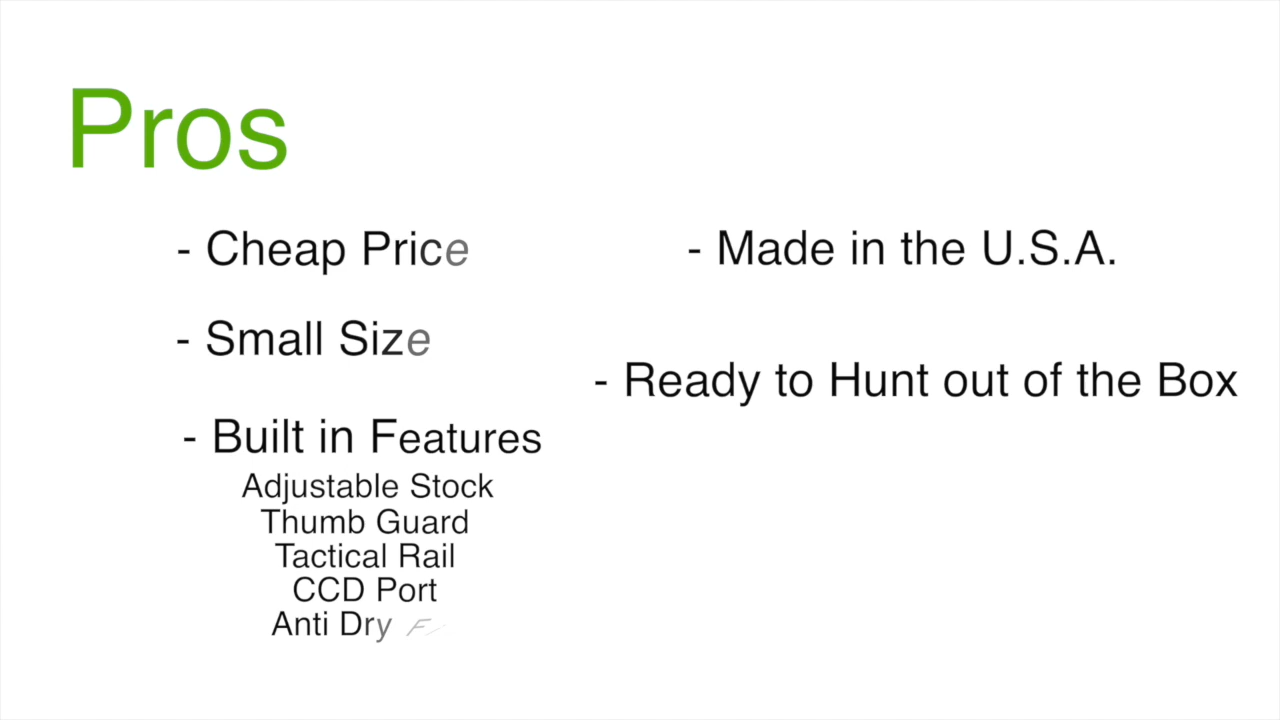 Pros
- Cheap Price
- Small Size
- Built in Features
Adjustable Stock
Thumb Guard
Tactical Rail
CCD Port
Anti Dry
- Made in the U.S.A.
- Ready to Hunt out of the Box